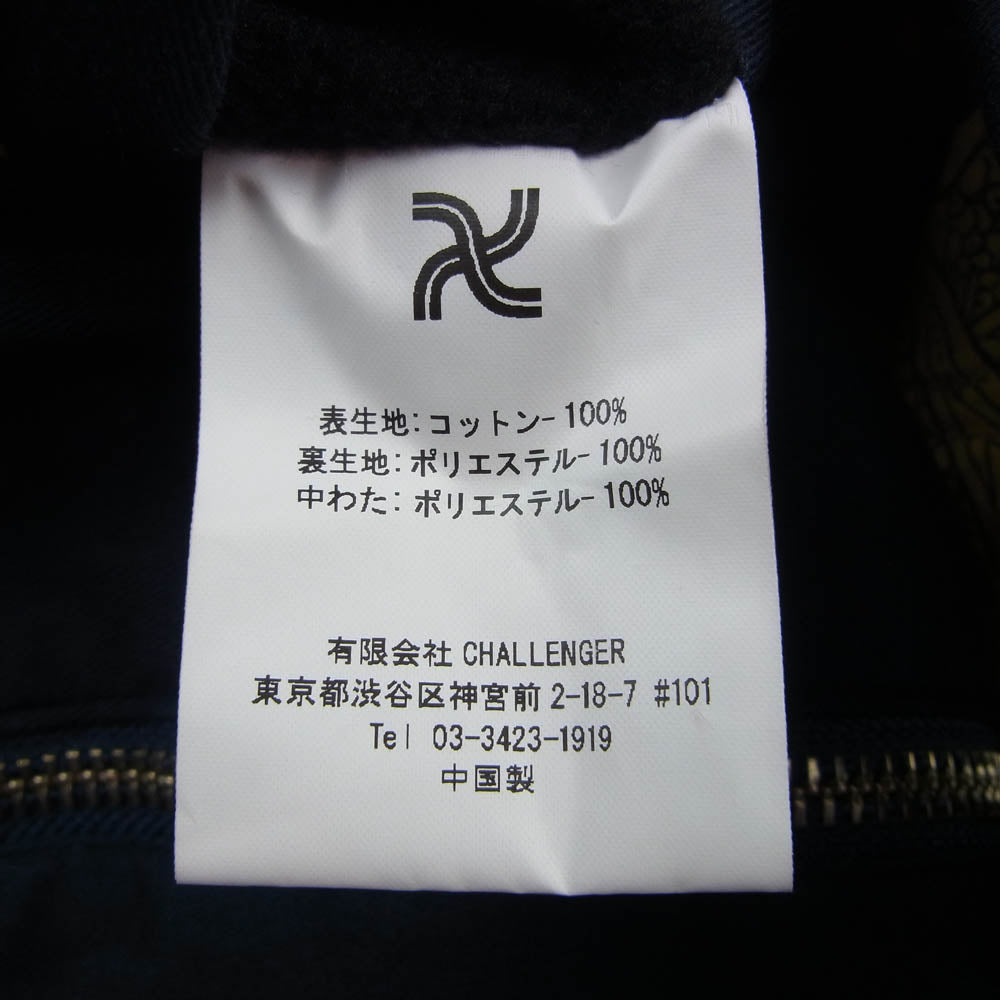 表生地:コットン-100%
裏生地:ポリエステル-100%
中わた:ポリエステル-100%
有限会社 CHALLENGER
東京都渋谷区神宮前 2-18-7 #101
Tel 03-3423-1919
中国製